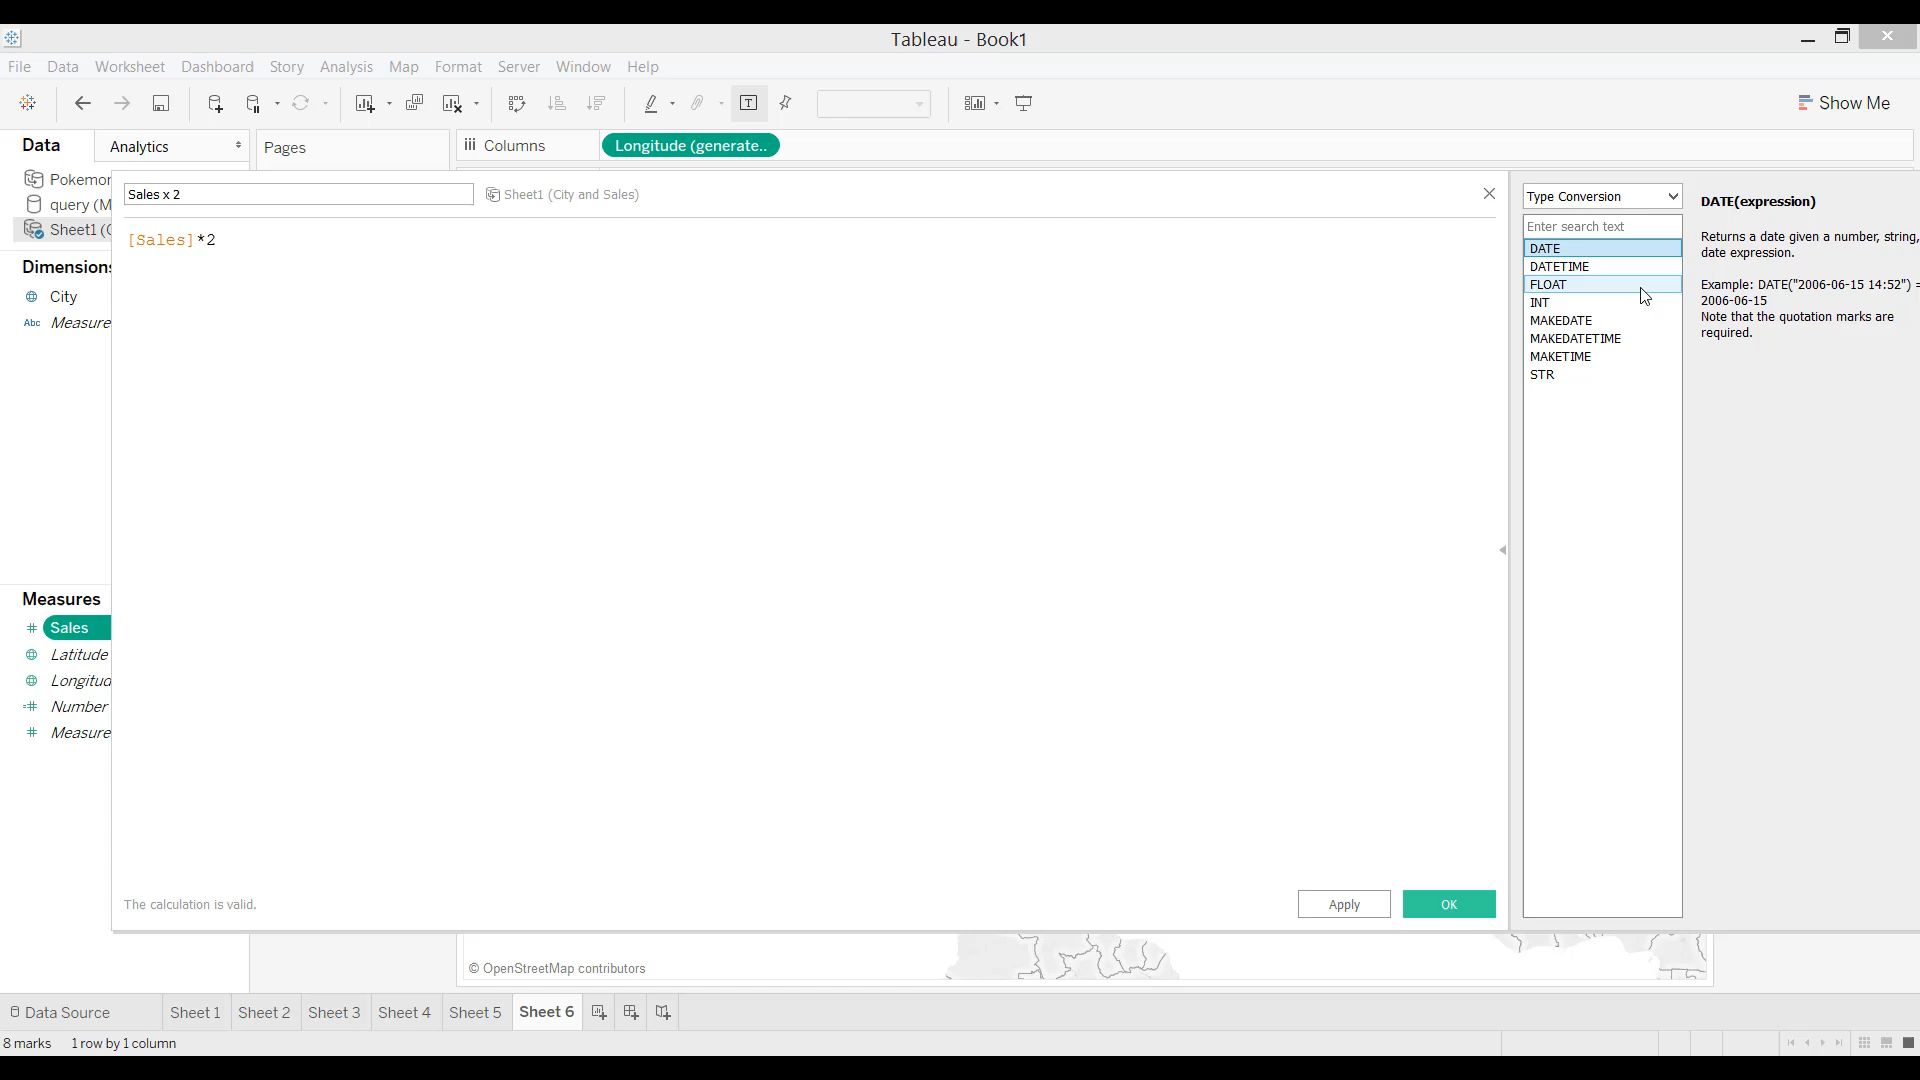 Tableau - Book1
File Data Worksheet Dashboard Story Analysis Map Format Server Window Help
Show Me
Data Analytics Pages Columns Longitude (generate..
Pokemon
query (M
Sheet1 (
Sales x 2 Sheet1 (City and Sales)
[Sales]*2
Dimensions
City
Abc Measure
Measures
Sales
Latitude
Longitud
Number
Measure
The calculation is valid.
Apply OK
Type Conversion
Enter search text
DATE
DATETIME
FLOAT
INT
MAKEDATE
MAKEDATETIME
MAKETIME
STR
DATE(expression)
Returns a date given a number, string,
date expression.
Example: DATE("2006-06-15 14:52") =
2006-06-15
Note that the quotation marks are
required.
© OpenStreetMap contributors
Data Source Sheet 1 Sheet 2 Sheet 3 Sheet 4 Sheet 5 Sheet 6
8 marks 1 row by 1 column